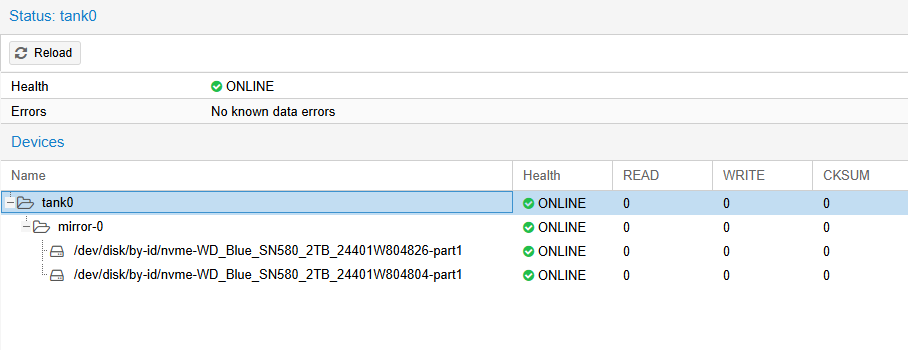 Status: tank0
Reload
Health ONLINE
Errors No known data errors
Devices
Name Health READ WRITE CKSUM
tank0 ONLINE 0 0 0
mirror-0 ONLINE 0 0 0
/dev/disk/by-id/nvme-WD_Blue_SN580_2TB_24401W804826-part1 ONLINE 0 0 0
/dev/disk/by-id/nvme-WD_Blue_SN580_2TB_24401W804804-part1 ONLINE 0 0 0